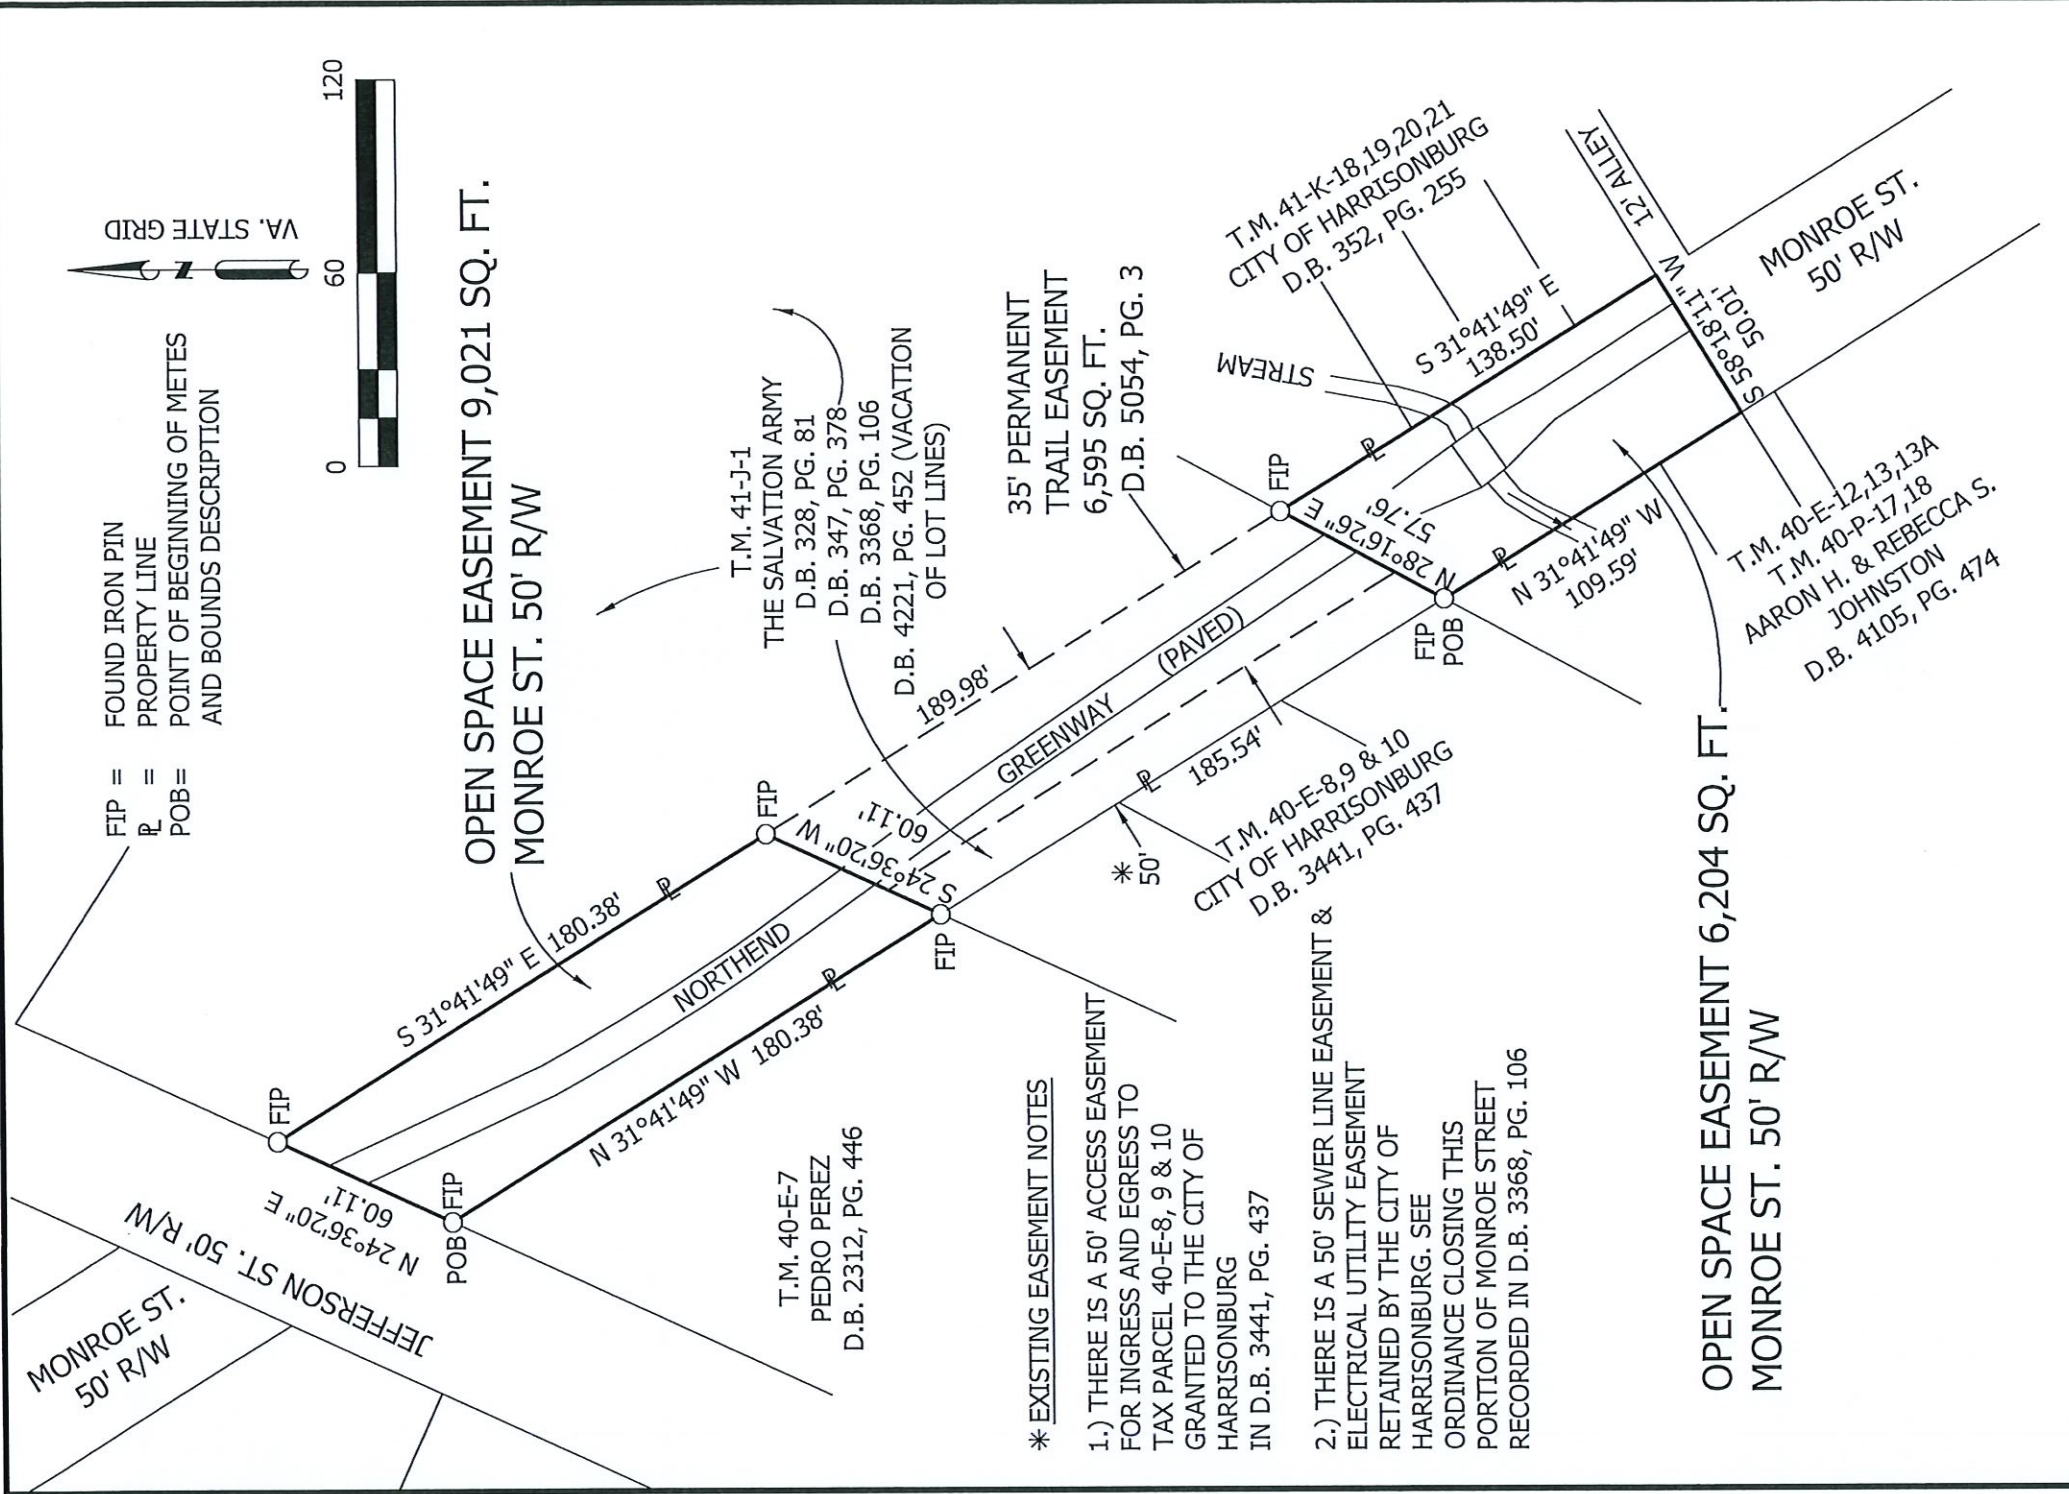 FIP = FOUND IRON PIN
PL = PROPERTY LINE
POB= POINT OF BEGINNING OF METES
AND BOUNDS DESCRIPTION
VA. STATE GRID
N
0 60 120
OPEN SPACE EASEMENT 9,021 SQ. FT.
MONROE ST. 50' R/W
T.M. 41-J-1
THE SALVATION ARMY
D.B. 328, PG. 81
D.B. 347, PG. 378
D.B. 3368, PG. 106
D.B. 4221, PG. 452 (VACATION
OF LOT LINES)
35' PERMANENT
TRAIL EASEMENT
6,595 SQ. FT.
D.B. 5054, PG. 3
T.M. 41-K-18,19,20,21
CITY OF HARRISONBURG
D.B. 352, PG. 255
12' ALLEY
MONROE ST.
50' R/W
STREAM
S 31°41'49" E
138.50'
S 58°18'11" W
50.01'
FIP
PL
N 28°16'26" E
57.76'
PL
N 31°41'49" W
109.59'
FIP
POB
T.M. 40-E-12,13,13A
T.M. 40-P-17,18
AARON H. & REBECCA S.
JOHNSTON
D.B. 4105, PG. 474
189.98'
GREENWAY (PAVED)
185.54'
PL
T.M. 40-E-8,9 & 10
CITY OF HARRISONBURG
D.B. 3441, PG. 437
*
50'
FIP
S 24°36'20" W
60.11'
FIP
S 31°41'49" E 180.38'
PL
NORTHEND
N 31°41'49" W 180.38'
PL
FIP
N 24°36'20" E
60.11'
FIP
POB
JEFFERSON ST. 50' R/W
MONROE ST.
50' R/W
T.M. 40-E-7
PEDRO PEREZ
D.B. 2312, PG. 446
* EXISTING EASEMENT NOTES
1.) THERE IS A 50' ACCESS EASEMENT
FOR INGRESS AND EGRESS TO
TAX PARCEL 40-E-8, 9 & 10
GRANTED TO THE CITY OF
HARRISONBURG
IN D.B. 3441, PG. 437
2.) THERE IS A 50' SEWER LINE EASEMENT &
ELECTRICAL UTILITY EASEMENT
RETAINED BY THE CITY OF
HARRISONBURG. SEE
ORDINANCE CLOSING THIS
PORTION OF MONROE STREET
RECORDED IN D.B. 3368, PG. 106
OPEN SPACE EASEMENT 6,204 SQ. FT.
MONROE ST. 50' R/W